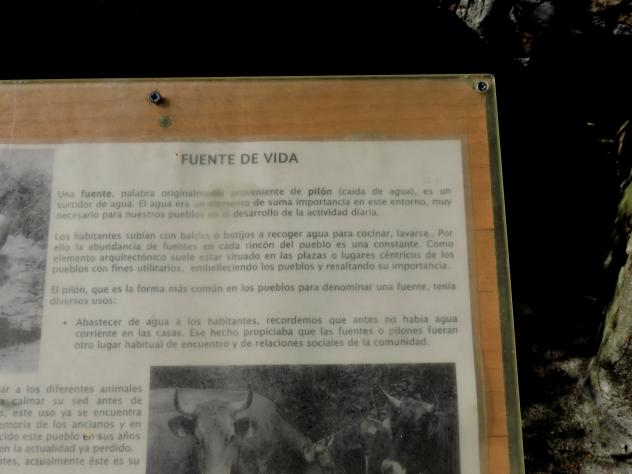 FUENTE DE VIDA
Una fuente, palabra originalmente proveniente de pilón (caída de agua), es un
surtidor de agua. El agua era un elemento de suma importancia en este entorno, muy
necesario para nuestros pueblos en el desarrollo de la actividad diaria.
Los habitantes subían con baldes o botijos a recoger agua para cocinar, lavarse.. Por
ello la abundancia de fuentes en cada rincón del pueblo es una constante. Como
elemento arquitectónico suele estar situado en las plazas o lugares céntricos de los
pueblos con fines utilitarios, embelleciendo los pueblos y resaltando su importancia.
El pilón, que es la forma más común en los pueblos para denominar una fuente, tenía
diversos usos:
• Abastecer de agua a los habitantes, recordemos que antes no había agua
corriente en las casas. Ese hecho propiciaba que las fuentes o pilones fueran
otro lugar habitual de encuentro y de relaciones sociales de la comunidad.
ar a los diferentes animales
calmar su sed antes de
s, este uso ya se encuentra
emoria de los ancianos y en
cido este pueblo en sus años
en la actualidad ya perdido.
ntes, actualmente éste es su